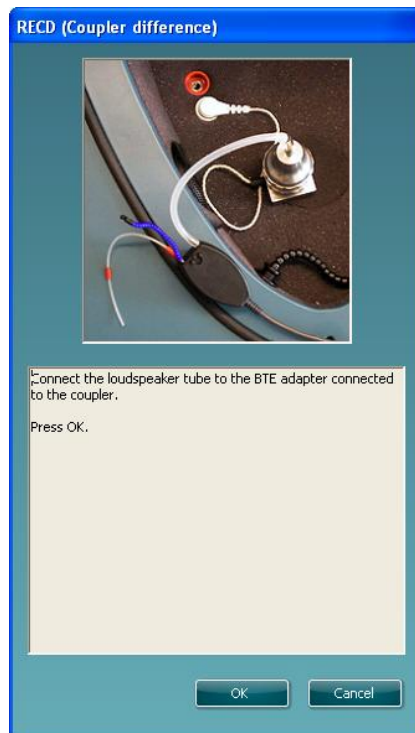 RECD (Coupler difference)
Connect the loudspeaker tube to the BTE adapter connected
to the coupler.
Press OK.
OK
Cancel